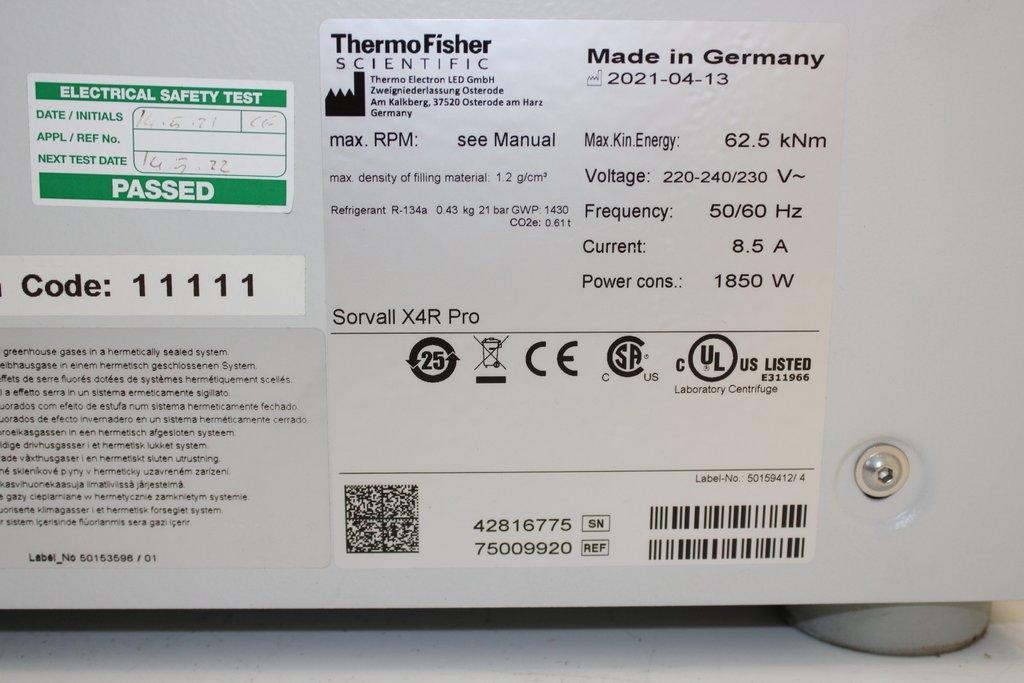 ELECTRICAL SAFETY TEST
DATE / INITIALS 14.5.21 CG
APPL / REF No.
NEXT TEST DATE 14.5.22
PASSED
Code: 11111
greenhouse gases in a hermetically sealed system.
eibhausgase in einem hermetisch geschlossenen System.
ffets de serre fluorés dotées de systèmes hermétiquement scellés.
a effetto serra in un sistema ermeticamente sigillato.
uorados com efeito de estufa num sistema hermeticamente fechado.
uorados de efecto invernadero en un sistema herméticamente cerrado.
broeikasgassen in een hermetisch afgesloten systeem.
ldige drivhusgasser i et hermetisk lukket system.
ade växthusgaser i en hermetiskt sluten utrustning.
né skleníkové plyny v hermeticky uzavreném zarízení.
kasvihuonekaasuja ilmatiiviissä järjestelmä.
e gazy cieplarniane w hermetycznie zamknietym systemie.
uoriserte klimagasser i et hermetisk forseglet system.
r sistem içerisinde flüorlanmis sera gazi içerir.
Label_No 50153596 / 01
ThermoFisher
SCIENTIFIC
Thermo Electron LED GmbH
Zweigniederlassung Osterode
Am Kalkberg, 37520 Osterode am Harz
Germany
Made in Germany
2021-04-13
max. RPM: see Manual
Max.Kin.Energy: 62.5 kNm
max. density of filling material: 1.2 g/cm³
Voltage: 220-240/230 V~
Refrigerant R-134a 0.43 kg 21 bar GWP: 1430
CO2e: 0.61 t
Frequency: 50/60 Hz
Current: 8.5 A
Power cons.: 1850 W
Sorvall X4R Pro
25
CE
C SA ® US
C UL US LISTED
E311966
Laboratory Centrifuge
Label-No.: 50159412/ 4
42816775 SN
75009920 REF